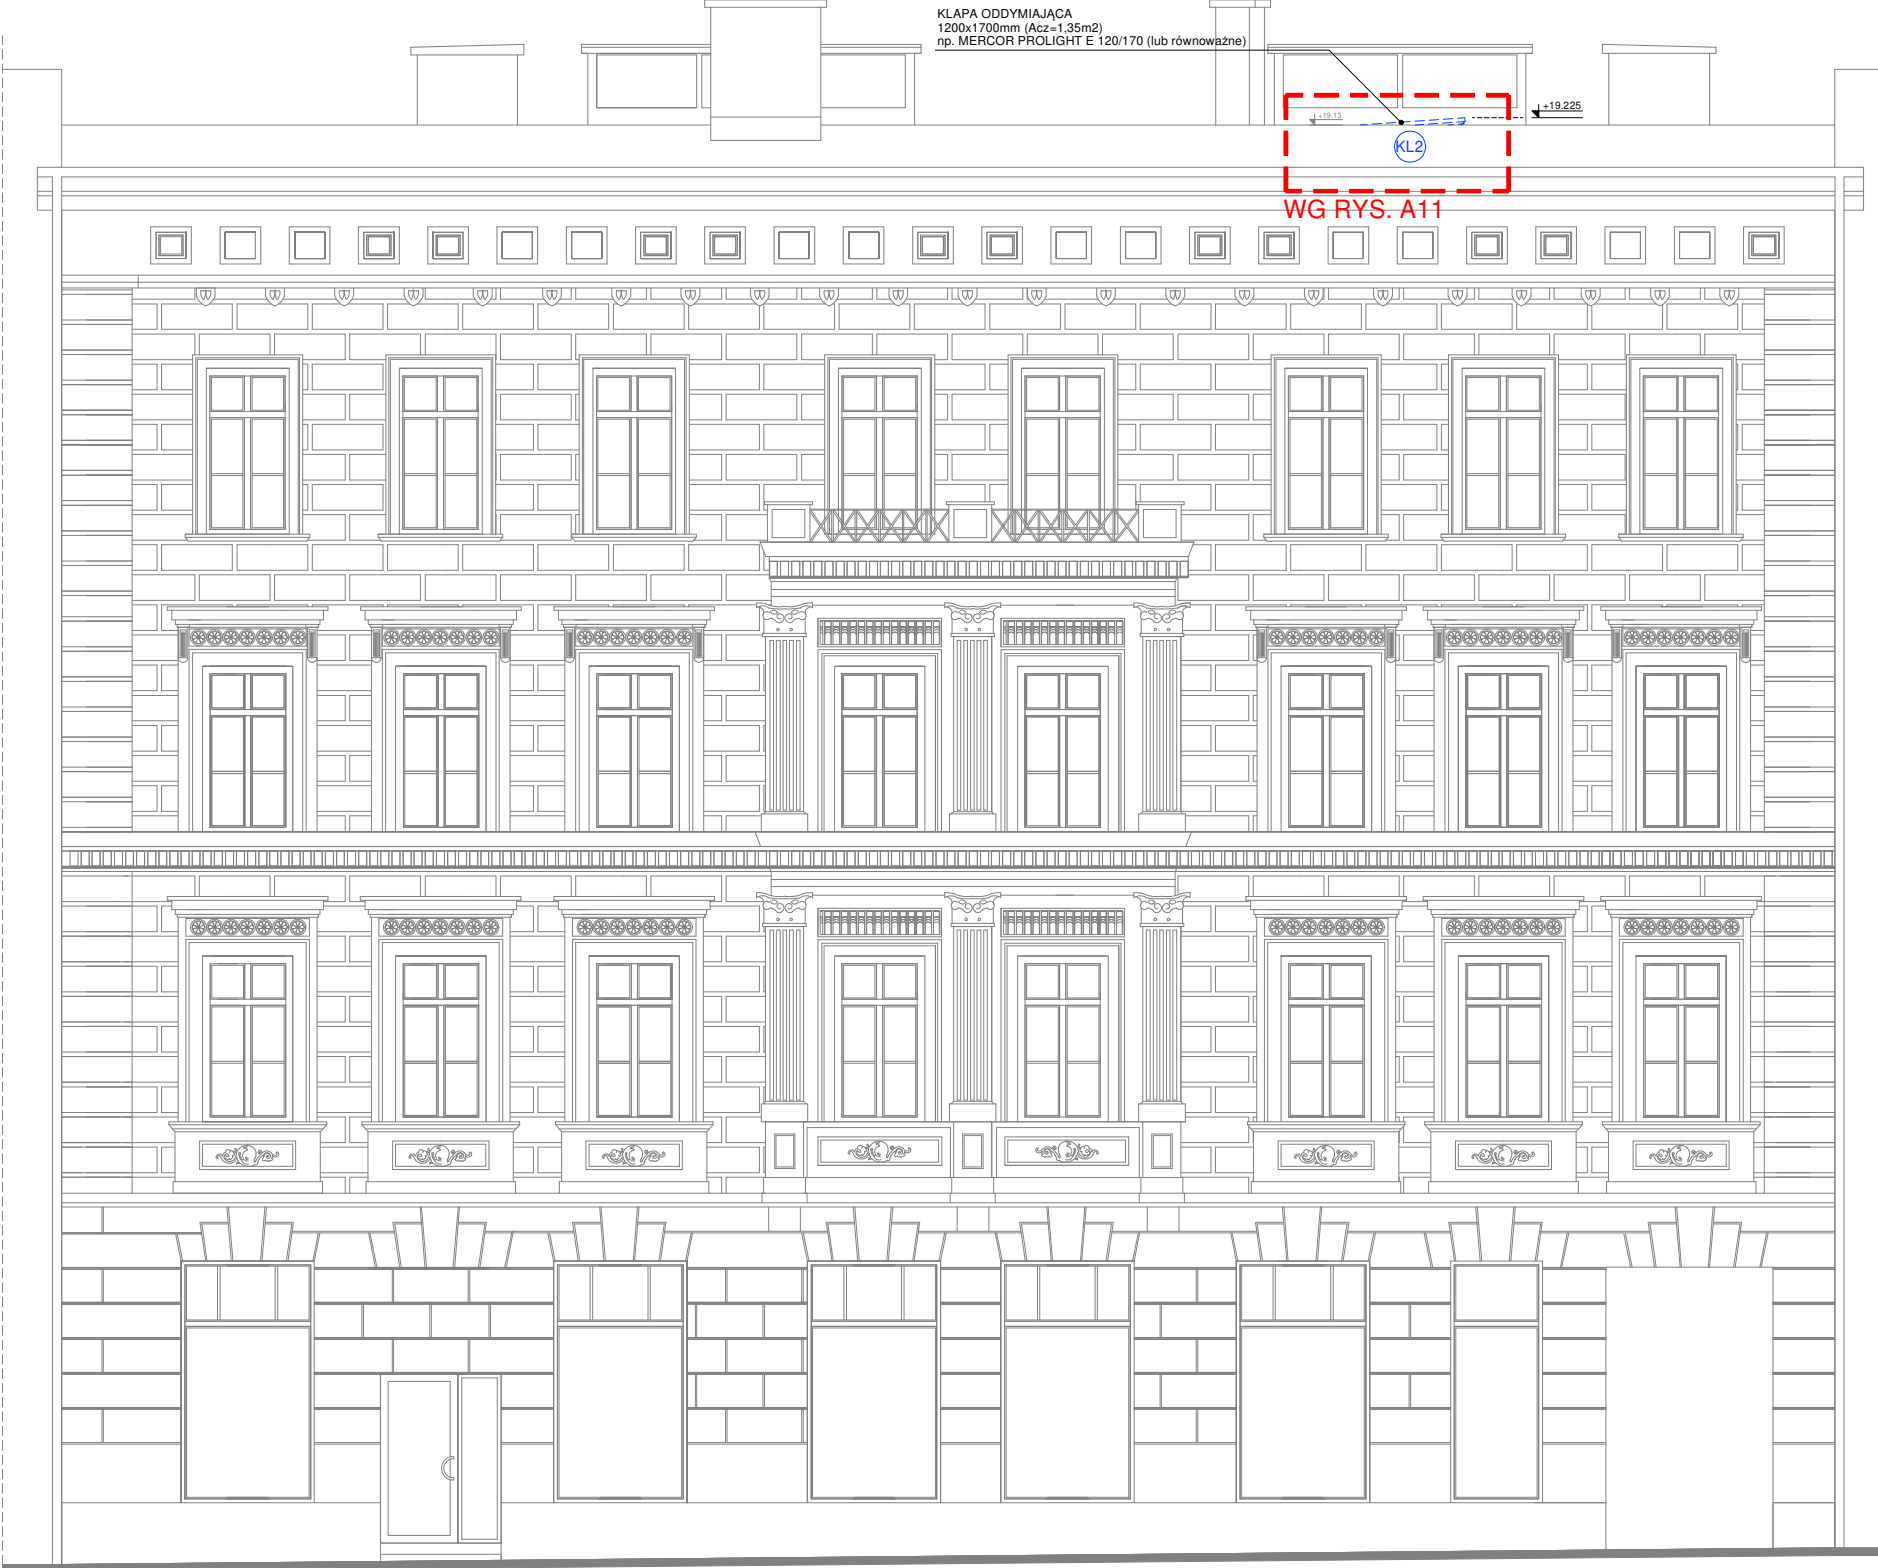 KLAPA ODDYMIAJĄCA
1200x1700mm (Acz=1,35m2)
np. MERCOR PROLIGHT E 120/170 (lub równoważne)
+19.13
+19.225
KL2
WG RYS. A11